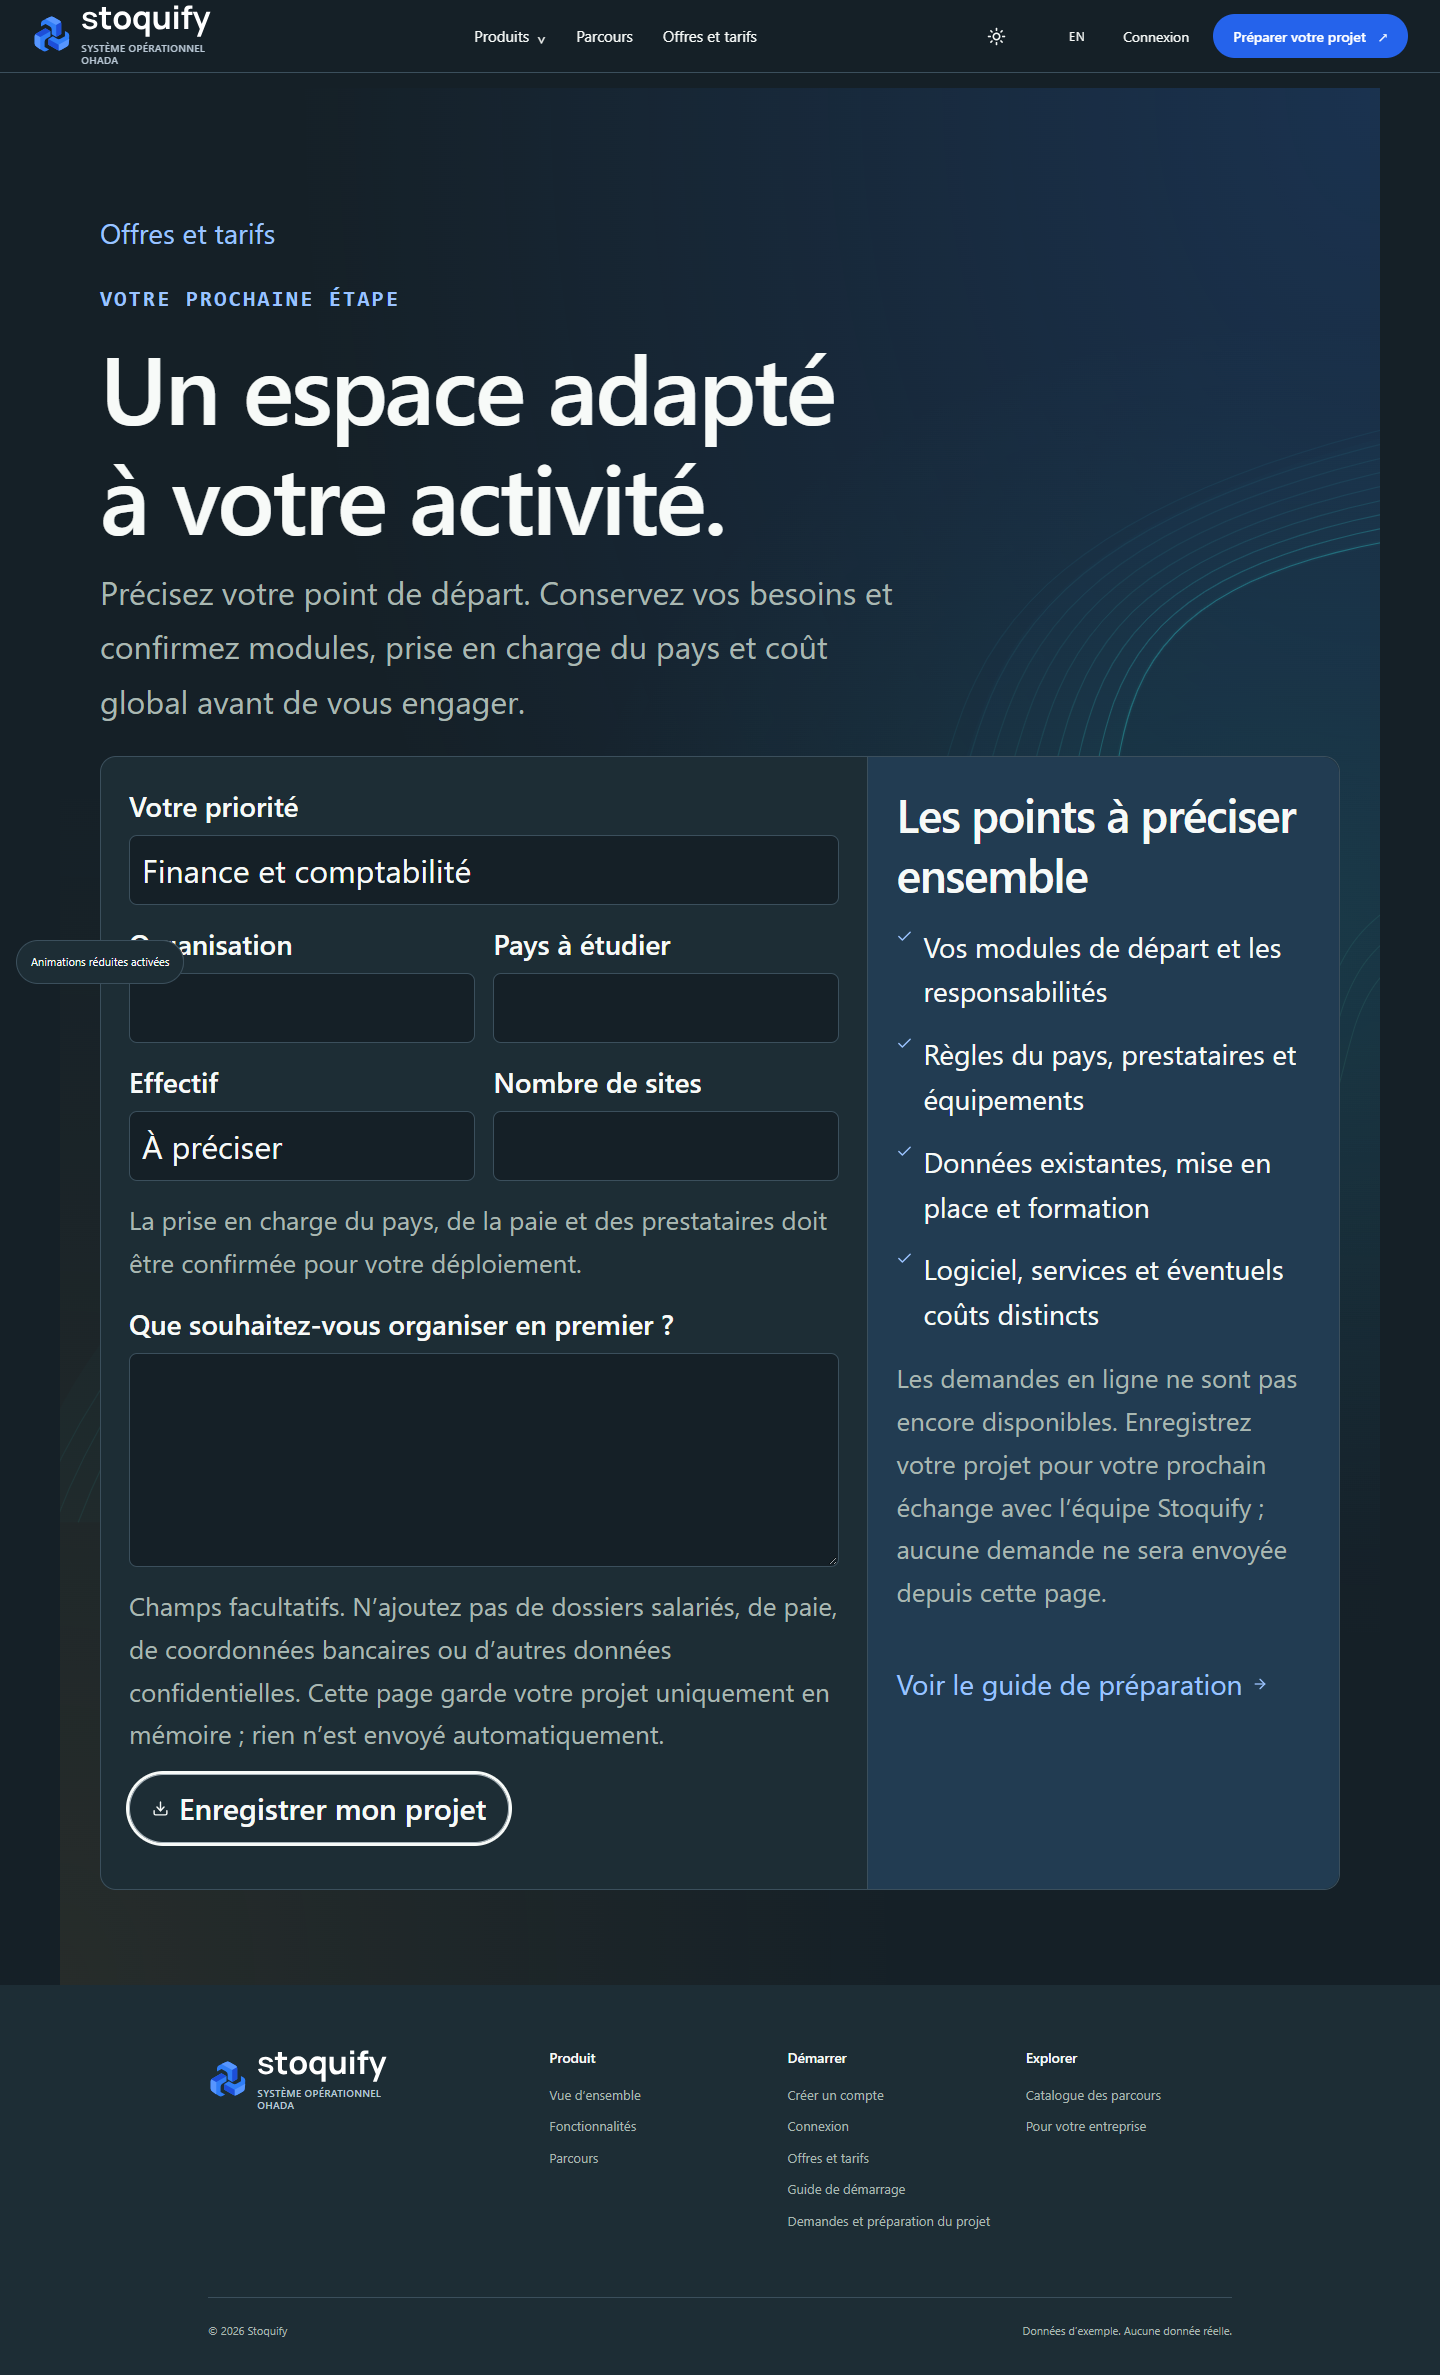 stoquify
SYSTÈME OPÉRATIONNEL
OHADA
Produits
Parcours
Offres et tarifs
EN
Connexion
Préparer votre projet ↗
Offres et tarifs
VOTRE PROCHAINE ÉTAPE
Un espace adapté
à votre activité.
Précisez votre point de départ. Conservez vos besoins et
confirmez modules, prise en charge du pays et coût
global avant de vous engager.
Votre priorité
Finance et comptabilité
Animations réduites activées
anisation
Pays à étudier
Effectif
Nombre de sites
À préciser
La prise en charge du pays, de la paie et des prestataires doit
être confirmée pour votre déploiement.
Que souhaitez-vous organiser en premier ?
Champs facultatifs. N’ajoutez pas de dossiers salariés, de paie,
de coordonnées bancaires ou d’autres données
confidentielles. Cette page garde votre projet uniquement en
mémoire ; rien n’est envoyé automatiquement.
Enregistrer mon projet
Les points à préciser
ensemble
Vos modules de départ et les
responsabilités
Règles du pays, prestataires et
équipements
Données existantes, mise en
place et formation
Logiciel, services et éventuels
coûts distincts
Les demandes en ligne ne sont pas
encore disponibles. Enregistrez
votre projet pour votre prochain
échange avec l’équipe Stoquify ;
aucune demande ne sera envoyée
depuis cette page.
Voir le guide de préparation →
stoquify
SYSTÈME OPÉRATIONNEL
OHADA
Produit
Vue d’ensemble
Fonctionnalités
Parcours
Démarrer
Créer un compte
Connexion
Offres et tarifs
Guide de démarrage
Demandes et préparation du projet
Explorer
Catalogue des parcours
Pour votre entreprise
© 2026 Stoquify
Données d’exemple. Aucune donnée réelle.